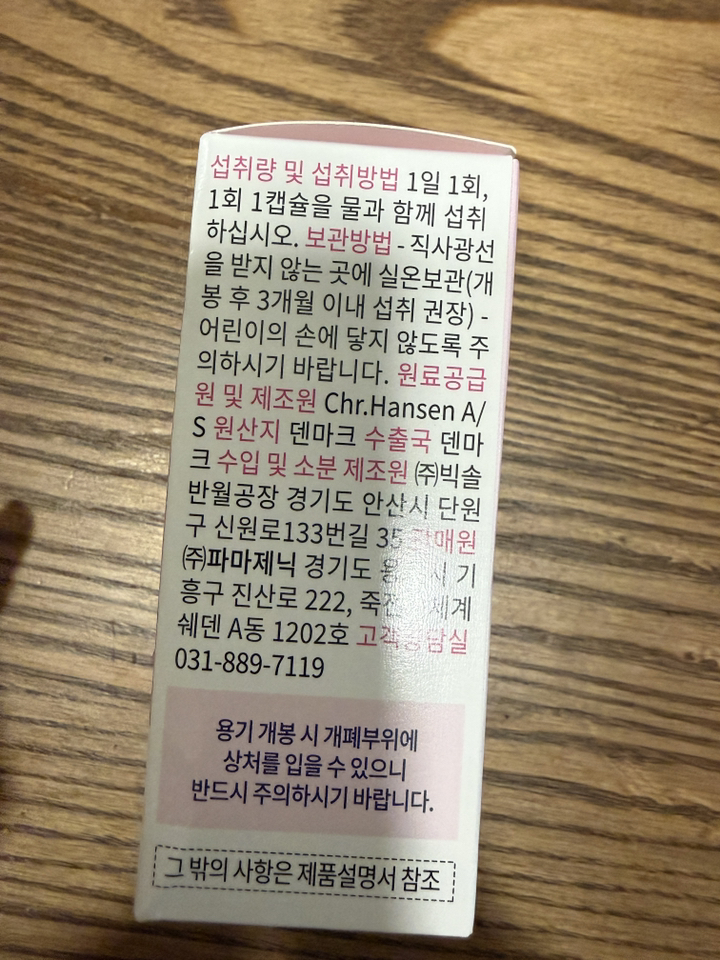 섭취량 및 섭취방법 1일 1회,
1회 1캡슐을 물과 함께 섭취
하십시오. 보관방법 - 직사광선
을 받지 않는 곳에 실온보관(개
봉 후 3개월 이내 섭취 권장) -
어린이의 손에 닿지 않도록 주
의하시기 바랍니다. 원료공급
원 및 제조원 Chr.Hansen A/
S 원산지 덴마크 수출국 덴마
크 수입 및 소분 제조원 ㈜빅솔
반월공장 경기도 안산시 단원
구 신원로133번길 35
㈜파마제닉 경기도 기
흥구 진산로 222,
쉐덴 A동 1202호 고객상담실
031-889-7119
용기 개봉 시 개폐부위에
상처를 입을 수 있으니
반드시 주의하시기 바랍니다.
그 밖의 사항은 제품설명서 참조